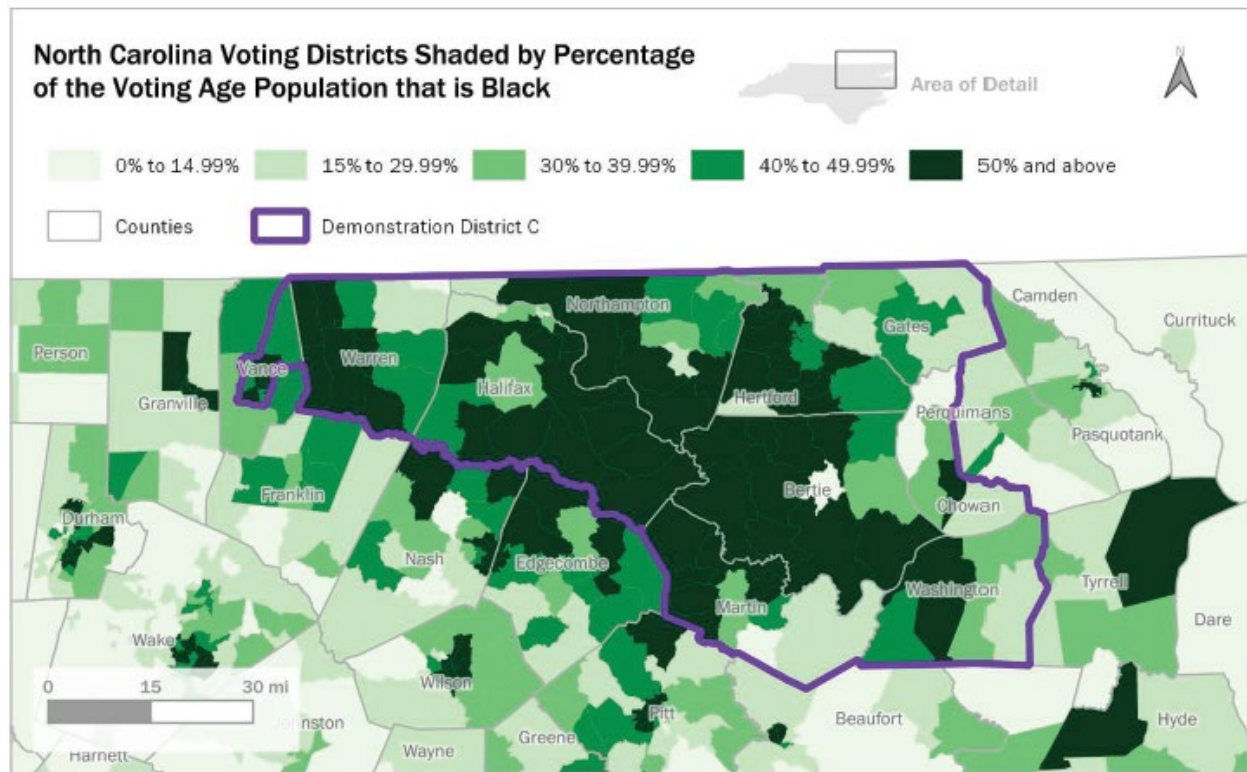 North Carolina Voting Districts Shaded by Percentage
of the Voting Age Population that is Black
N
Area of Detail
0% to 14.99%
15% to 29.99%
30% to 39.99%
40% to 49.99%
50% and above
Counties
Demonstration District C
Northampton
Camden
Currituck
Gates
Person
Vance
Warren
Granville
Halifax
Hertford
Perquimans
Pasquotank
Franklin
Bertie
Chowan
Durham
Nash
Edgecombe
Washington
Tyrrell
Martin
Dare
Wake
Wilson
0 15 30 mi
Johnston
Pitt
Beaufort
Hyde
Harnett
Wayne
Greene